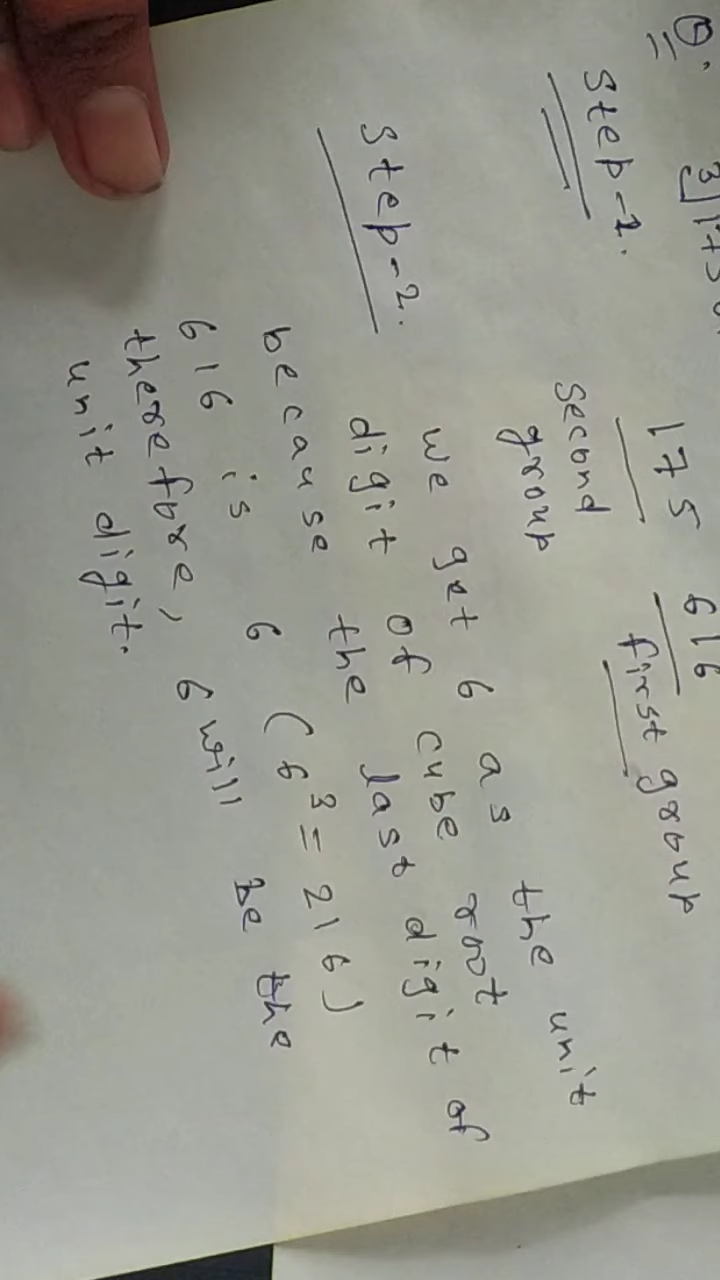 Q.
Step-1. 175 616
second first group
group
Step-2. we get 6 as the unit
digit of cube root
because the last digit of
616 is 6 (6³ = 216)
therefore, 6 will be the
unit digit.